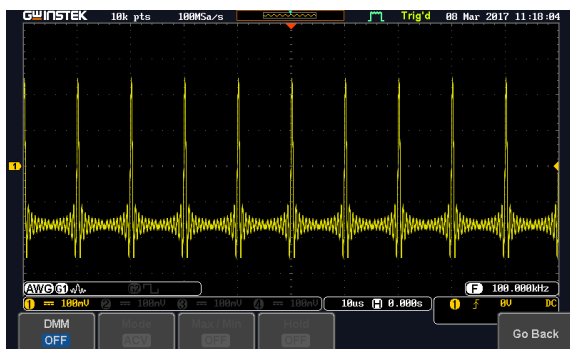 GWINSTEK 10k pts 100MSa/s Trig'd 08 Mar 2017 11:18:04
1
AWG G1 G2 F 100.000kHz
1 100mV 2 100mV 3 100mV 4 100mV 10us H 0.000s 1 0V DC
DMM Mode Max / Min Hold
OFF ACV OFF OFF Go Back